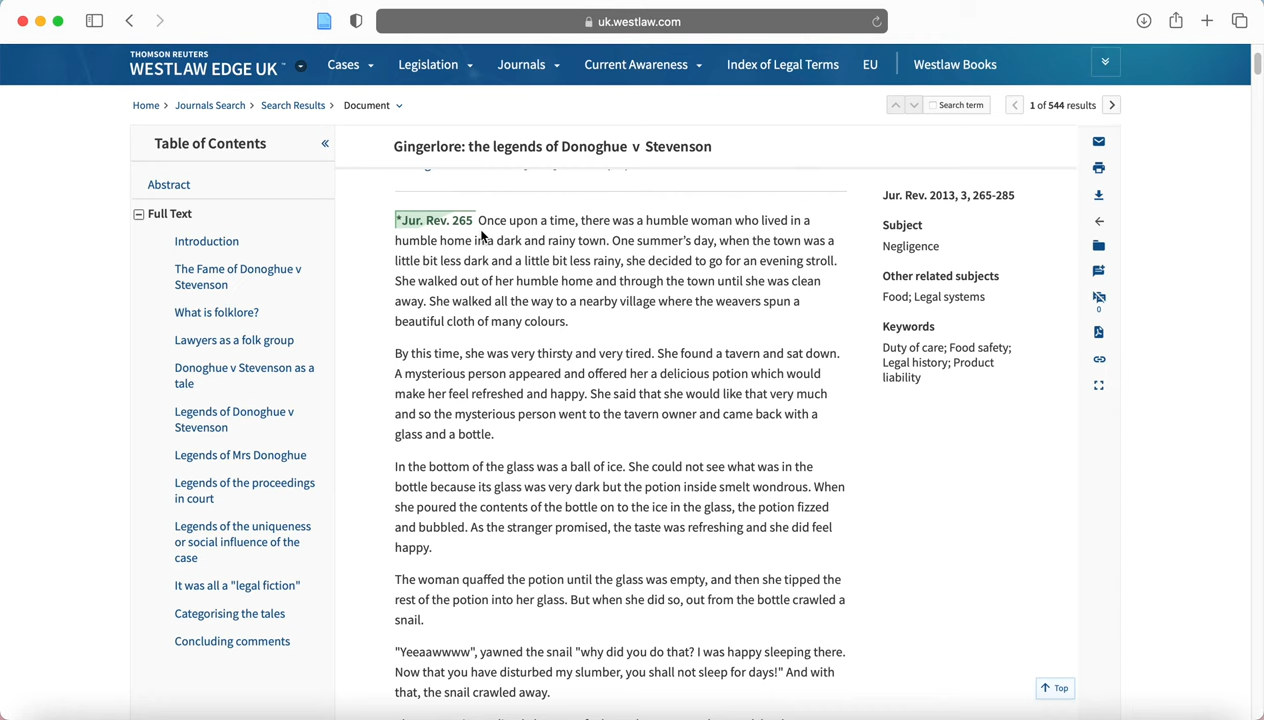 uk.westlaw.com
THOMSON REUTERS
WESTLAW EDGE UK™
Cases
Legislation
Journals
Current Awareness
Index of Legal Terms
EU
Westlaw Books
Home > Journals Search > Search Results > Document
Search term
1 of 544 results
Table of Contents
«
Abstract
Full Text
Introduction
The Fame of Donoghue v
Stevenson
What is folklore?
Lawyers as a folk group
Donoghue v Stevenson as a
tale
Legends of Donoghue v
Stevenson
Legends of Mrs Donoghue
Legends of the proceedings
in court
Legends of the uniqueness
or social influence of the
case
It was all a "legal fiction"
Categorising the tales
Concluding comments
Gingerlore: the legends of Donoghue v Stevenson
*Jur. Rev. 265 Once upon a time, there was a humble woman who lived in a
humble home in a dark and rainy town. One summer's day, when the town was a
little bit less dark and a little bit less rainy, she decided to go for an evening stroll.
She walked out of her humble home and through the town until she was clean
away. She walked all the way to a nearby village where the weavers spun a
beautiful cloth of many colours.
By this time, she was very thirsty and very tired. She found a tavern and sat down.
A mysterious person appeared and offered her a delicious potion which would
make her feel refreshed and happy. She said that she would like that very much
and so the mysterious person went to the tavern owner and came back with a
glass and a bottle.
In the bottom of the glass was a ball of ice. She could not see what was in the
bottle because its glass was very dark but the potion inside smelt wondrous. When
she poured the contents of the bottle on to the ice in the glass, the potion fizzed
and bubbled. As the stranger promised, the taste was refreshing and she did feel
happy.
The woman quaffed the potion until the glass was empty, and then she tipped the
rest of the potion into her glass. But when she did so, out from the bottle crawled a
snail.
"Yeeaawwww", yawned the snail "why did you do that? I was happy sleeping there.
Now that you have disturbed my slumber, you shall not sleep for days!" And with
that, the snail crawled away.
Jur. Rev. 2013, 3, 265-285
Subject
Negligence
Other related subjects
Food; Legal systems
Keywords
Duty of care; Food safety;
Legal history; Product
liability
0
Top